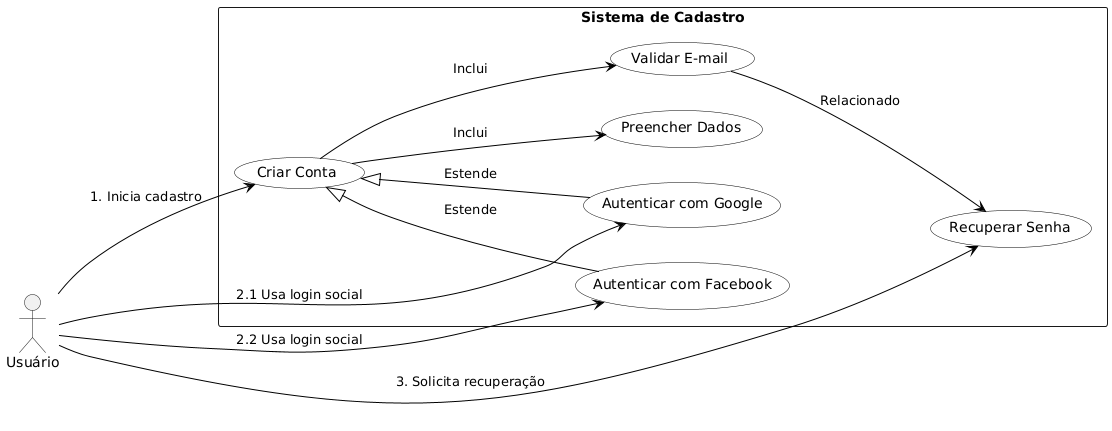 Sistema de Cadastro
Validar E-mail
Inclui
Relacionado
Preencher Dados
Inclui
Criar Conta
Estende
1. Inicia cadastro
Autenticar com Google
Estende
Recuperar Senha
Autenticar com Facebook
2.1 Usa login social
2.2 Usa login social
Usuário
3. Solicita recuperação